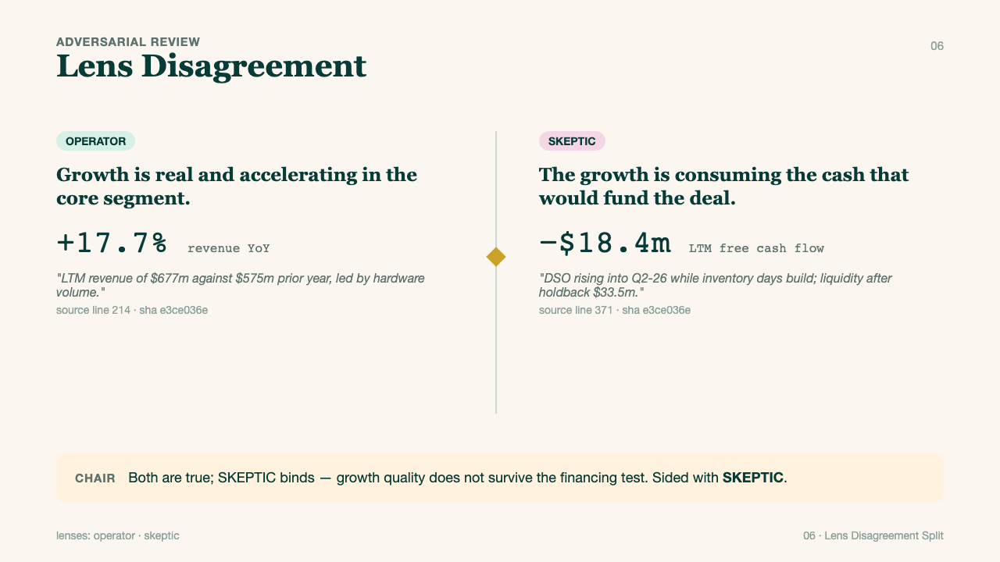 ADVERSARIAL REVIEW
Lens Disagreement
06
OPERATOR
Growth is real and accelerating in the
core segment.
+17.7% revenue YoY
"LTM revenue of $677m against $575m prior year, led by hardware
volume."
source line 214 · sha e3ce036e
SKEPTIC
The growth is consuming the cash that
would fund the deal.
−$18.4m LTM free cash flow
"DSO rising into Q2-26 while inventory days build; liquidity after
holdback $33.5m."
source line 371 · sha e3ce036e
CHAIR Both are true; SKEPTIC binds — growth quality does not survive the financing test. Sided with SKEPTIC.
lenses: operator · skeptic
06 · Lens Disagreement Split